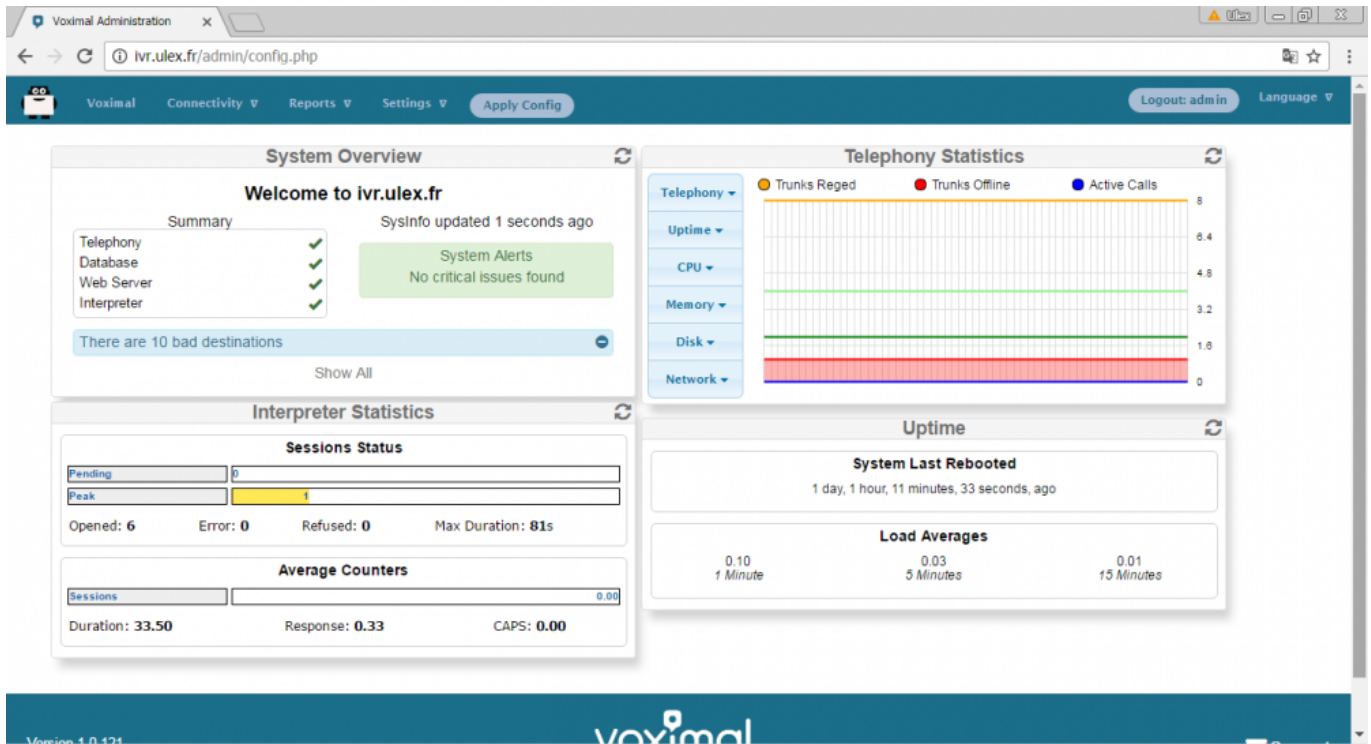 Voximal Administration
ivr.ulex.fr/admin/config.php
Voximal Connectivity Reports Settings Apply Config Logout: admin Language
System Overview
Welcome to ivr.ulex.fr
Summary
SysInfo updated 1 seconds ago
Telephony
Database
Web Server
Interpreter
System Alerts
No critical issues found
There are 10 bad destinations
Show All
Telephony Statistics
Telephony
Uptime
CPU
Memory
Disk
Network
Trunks Reged Trunks Offline Active Calls
8
6.4
4.8
3.2
1.6
0
Interpreter Statistics
Sessions Status
Pending 0
Peak 1
Opened: 6 Error: 0 Refused: 0 Max Duration: 81s
Average Counters
Sessions 0.00
Duration: 33.50 Response: 0.33 CAPS: 0.00
Uptime
System Last Rebooted
1 day, 1 hour, 11 minutes, 33 seconds, ago
Load Averages
0.10 0.03 0.01
1 Minute 5 Minutes 15 Minutes
Version 1.0.121
voximal